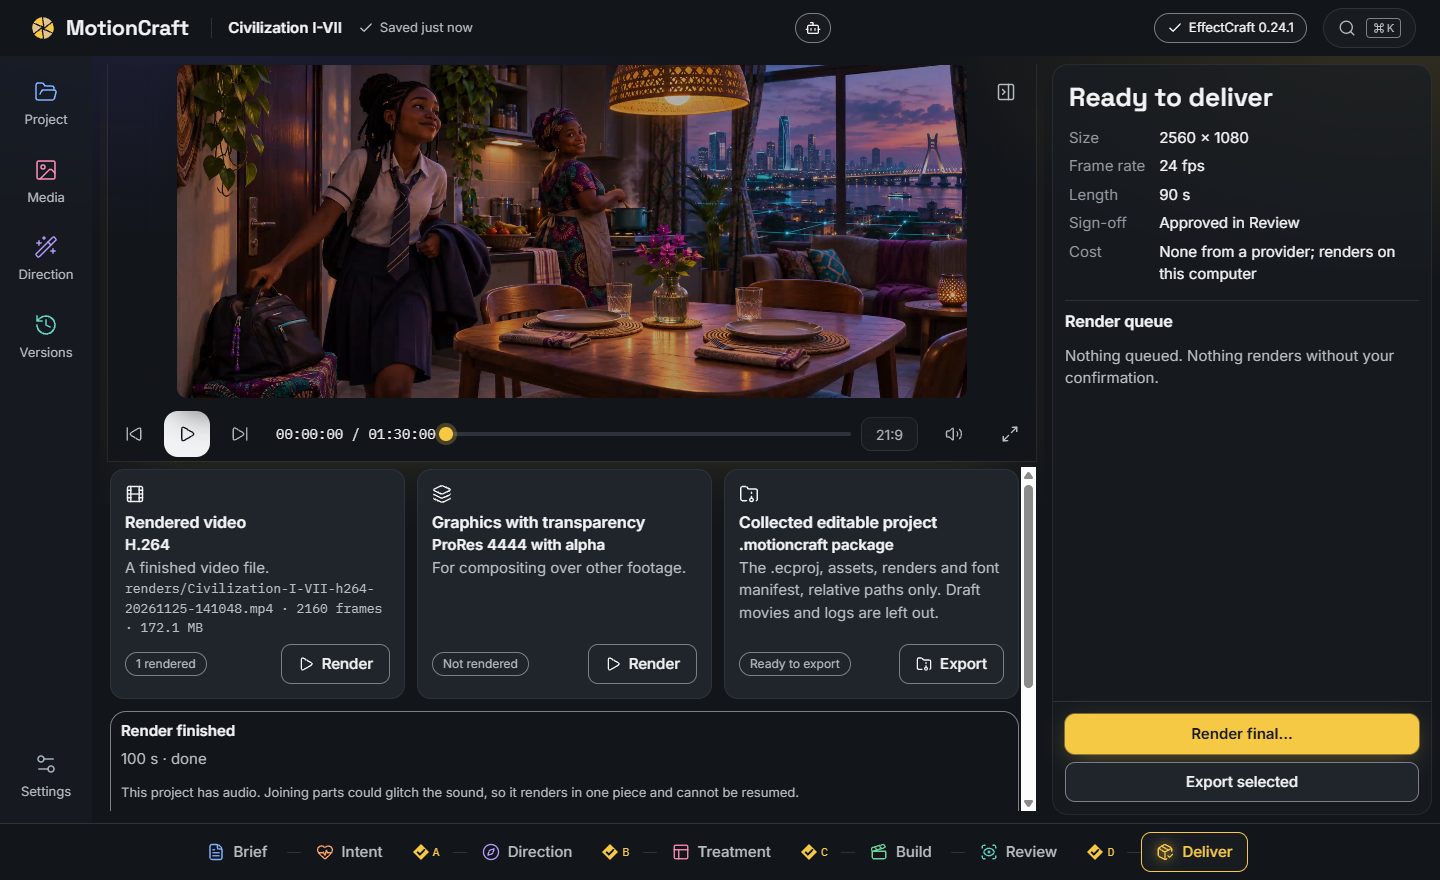 MotionCraft
Civilization I-VII
Saved just now
EffectCraft 0.24.1
⌘K
Project
Media
Direction
Versions
Settings
00:00:00 / 01:30:00
21:9
Rendered video
H.264
A finished video file.
renders/Civilization-I-VII-h264-
20261125-141048.mp4 · 2160 frames
· 172.1 MB
1 rendered
Render
Graphics with transparency
ProRes 4444 with alpha
For compositing over other footage.
Not rendered
Render
Collected editable project
.motioncraft package
The .ecproj, assets, renders and font
manifest, relative paths only. Draft
movies and logs are left out.
Ready to export
Export
Render finished
100 s · done
This project has audio. Joining parts could glitch the sound, so it renders in one piece and cannot be resumed.
Ready to deliver
Size 2560 × 1080
Frame rate 24 fps
Length 90 s
Sign-off Approved in Review
Cost None from a provider; renders on
this computer
Render queue
Nothing queued. Nothing renders without your
confirmation.
Render final...
Export selected
Brief
Intent
A
Direction
B
Treatment
C
Build
Review
D
Deliver